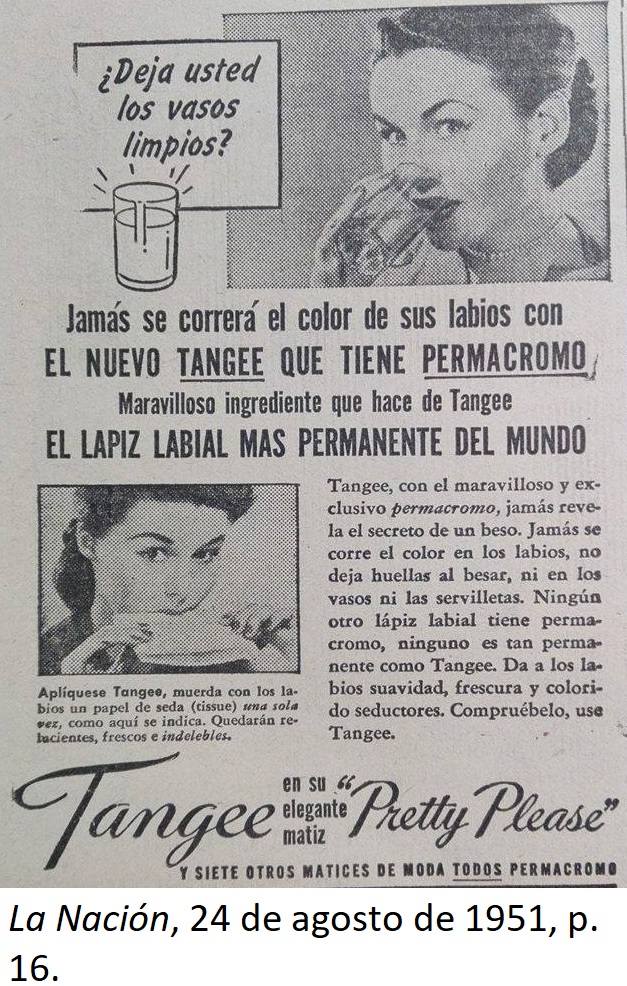 ¿Deja usted
los vasos
limpios?
Jamás se correrá el color de sus labios con
EL NUEVO TANGEE QUE TIENE PERMACROMO,
Maravilloso ingrediente que hace de Tangee
EL LAPIZ LABIAL MAS PERMANENTE DEL MUNDO
Tangee, con el maravilloso y ex-
clusivo permacromo, jamás reve-
la el secreto de un beso. Jamás se
corre el color en los labios, no
deja huellas al besar, ni en los
vasos ni las servilletas. Ningún
otro lápiz labial tiene perma-
cromo, ninguno es tan perma-
nente como Tangee. Da a los la-
bios suavidad, frescura y colori-
do seductores. Compruébelo, use
Tangee.
Aplíquese Tangee, muerda con los la-
bios un papel de seda (tissue) una sola
vez, como aquí se indica. Quedarán re-
lucientes, frescos e indelebles.
Tangee en su elegante matiz "Pretty Please"
Y SIETE OTROS MATICES DE MODA TODOS PERMACROMO
La Nación, 24 de agosto de 1951, p.
16.